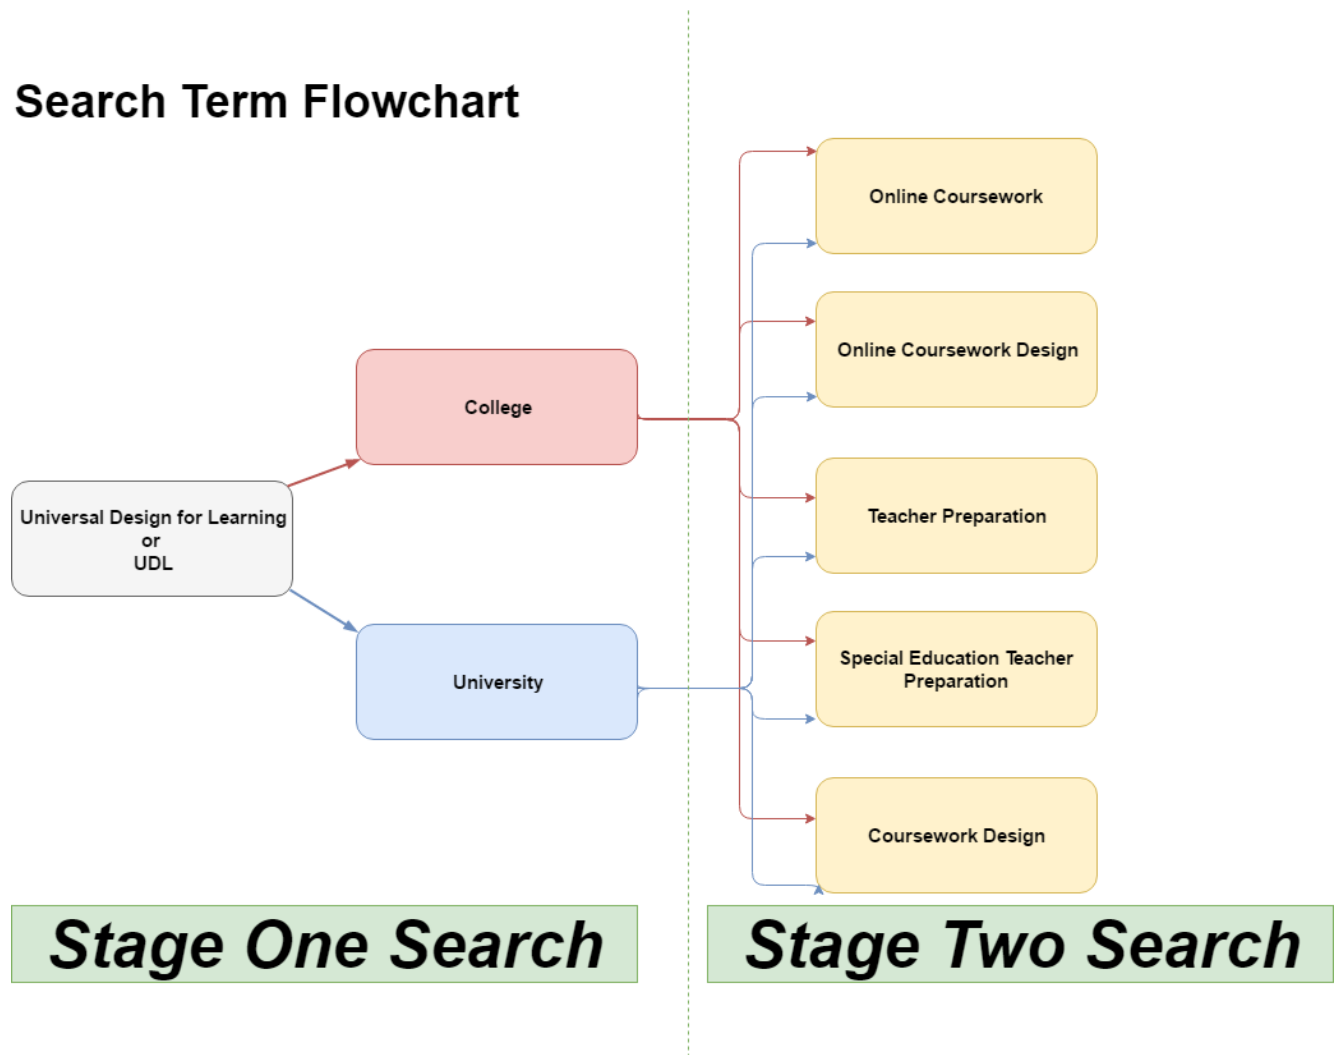 Search Term Flowchart
Online Coursework
Online Coursework Design
College
Universal Design for Learning
or
UDL
Teacher Preparation
University
Special Education Teacher
Preparation
Coursework Design
Stage One Search
Stage Two Search